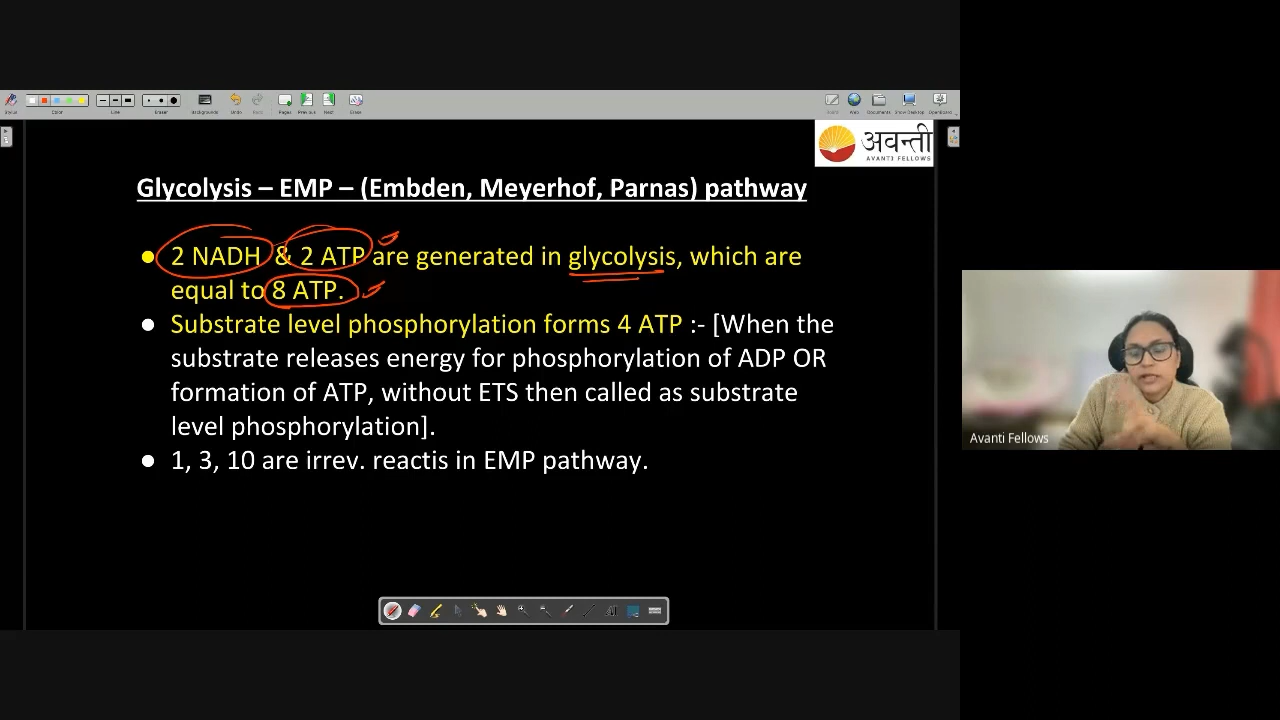 अवन्ती
AVANTI FELLOWS
Glycolysis – EMP – (Embden, Meyerhof, Parnas) pathway
● 2 NADH & 2 ATP are generated in glycolysis, which are
equal to 8 ATP.
● Substrate level phosphorylation forms 4 ATP :- [When the
substrate releases energy for phosphorylation of ADP OR
formation of ATP, without ETS then called as substrate
level phosphorylation].
● 1, 3, 10 are irrev. reactis in EMP pathway.
Avanti Fellows